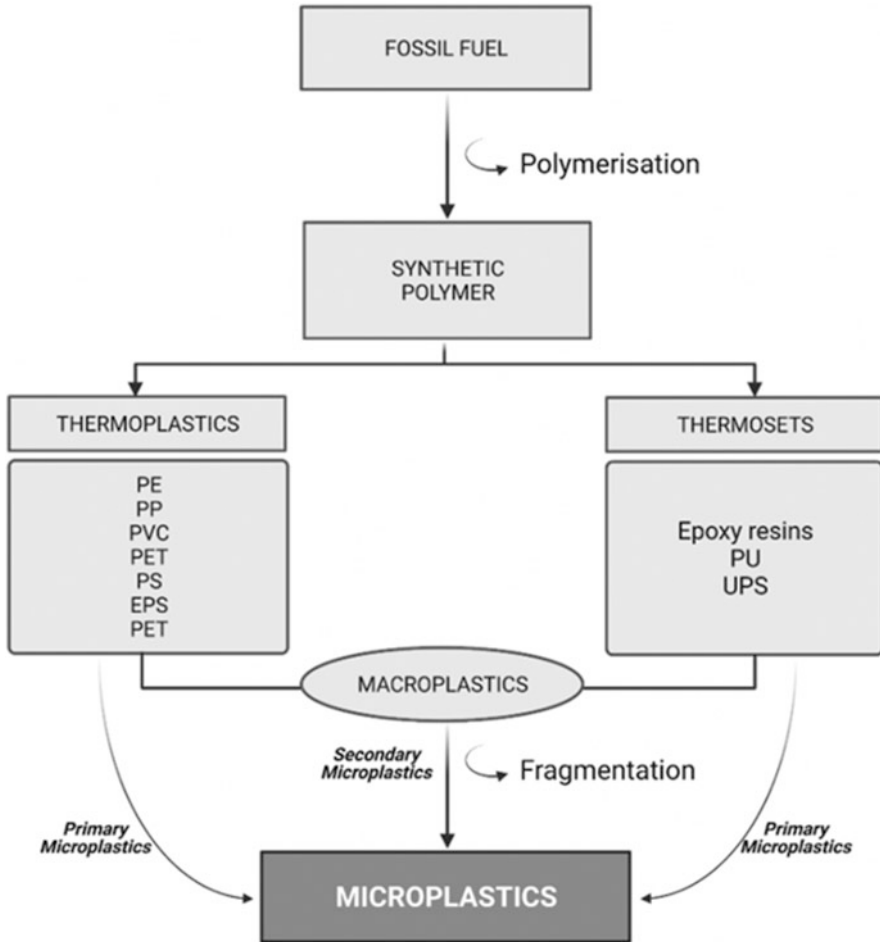 FOSSIL FUEL
Polymerisation
SYNTHETIC
POLYMER
THERMOPLASTICS
THERMOSETS
PE
PP
PVC
PET
PS
EPS
PET
Epoxy resins
PU
UPS
MACROPLASTICS
Secondary
Microplastics
Fragmentation
Primary
Microplastics
Primary
Microplastics
MICROPLASTICS